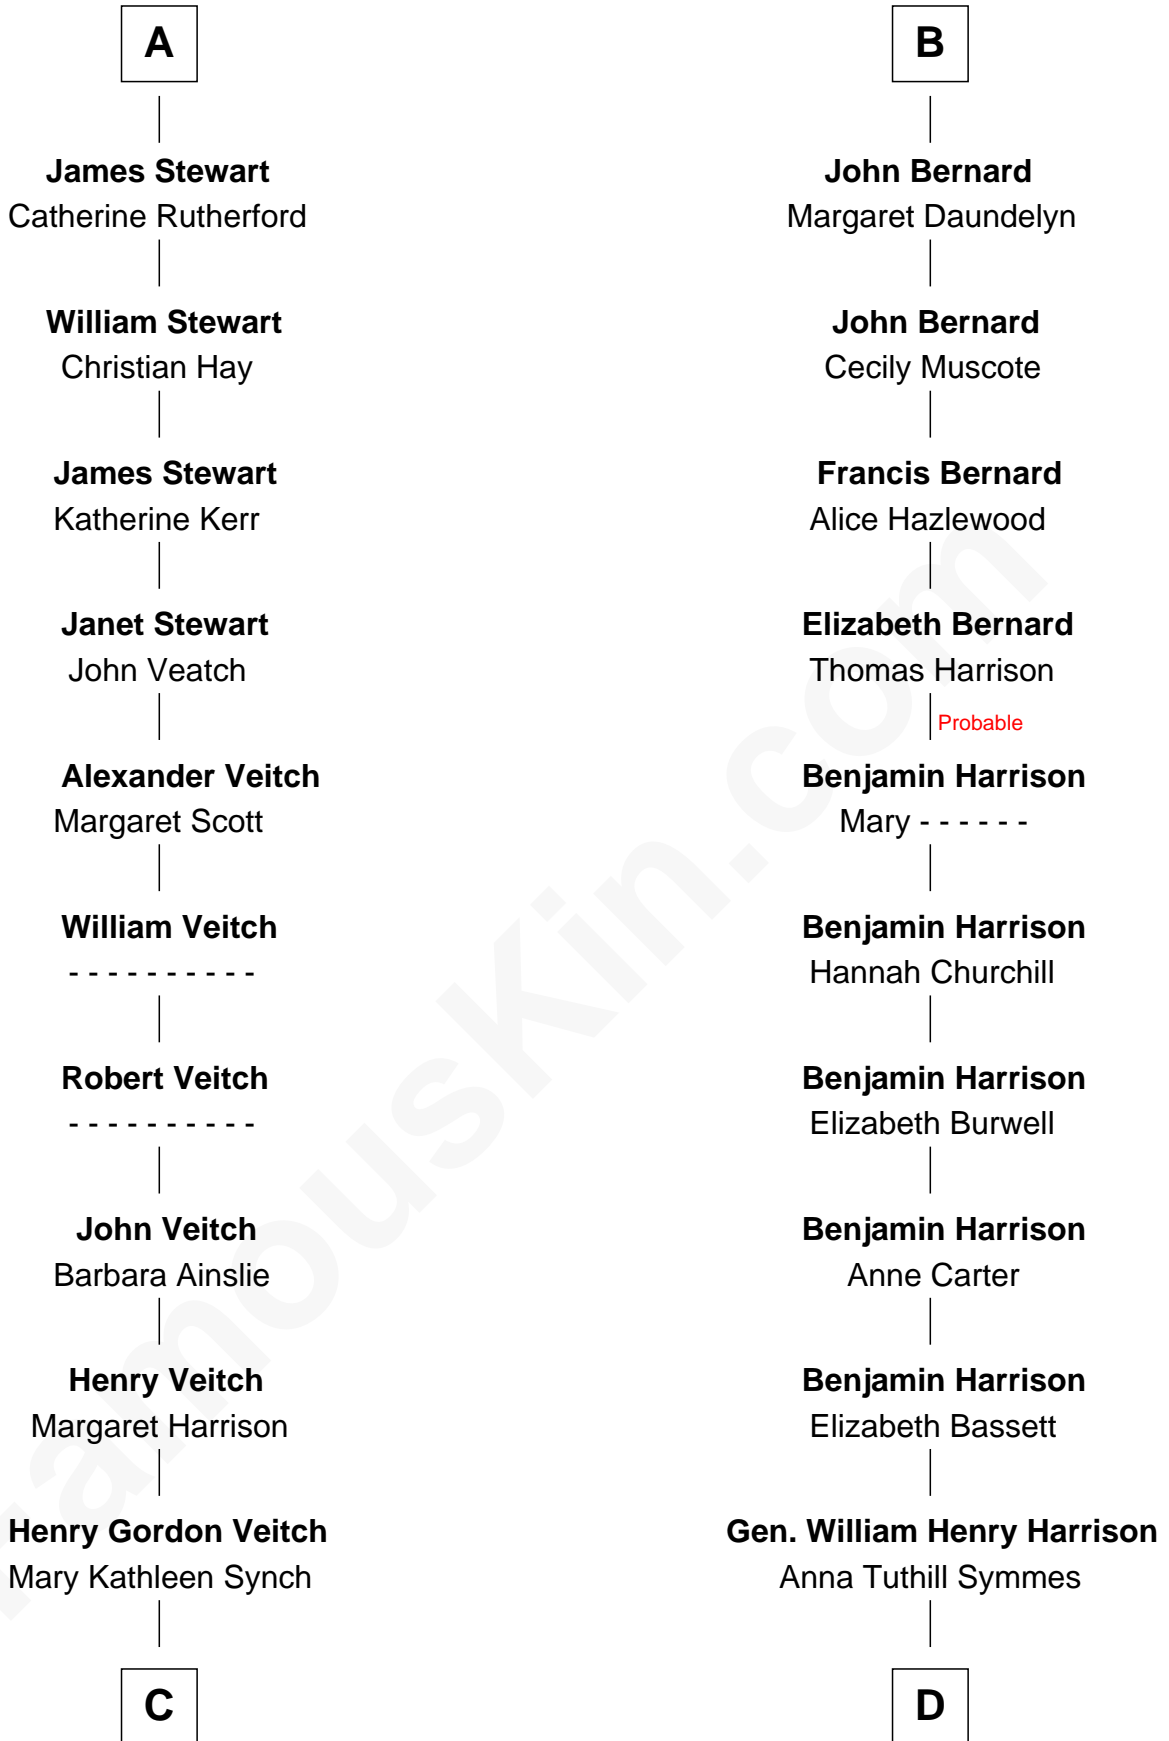 A
James Stewart
Catherine Rutherford
William Stewart
Christian Hay
James Stewart
Katherine Kerr
Janet Stewart
John Veatch
Alexander Veitch
Margaret Scott
William Veitch
- - - - - - - - - -
Robert Veitch
- - - - - - - - - -
John Veitch
Barbara Ainslie
Henry Veitch
Margaret Harrison
Henry Gordon Veitch
Mary Kathleen Synch
C
B
John Bernard
Margaret Daundelyn
John Bernard
Cecily Muscote
Francis Bernard
Alice Hazlewood
Elizabeth Bernard
Thomas Harrison
Probable
Benjamin Harrison
Mary - - - - - -
Benjamin Harrison
Hannah Churchill
Benjamin Harrison
Elizabeth Burwell
Benjamin Harrison
Anne Carter
Benjamin Harrison
Elizabeth Bassett
Gen. William Henry Harrison
Anna Tuthill Symmes
D
FamousKin.com